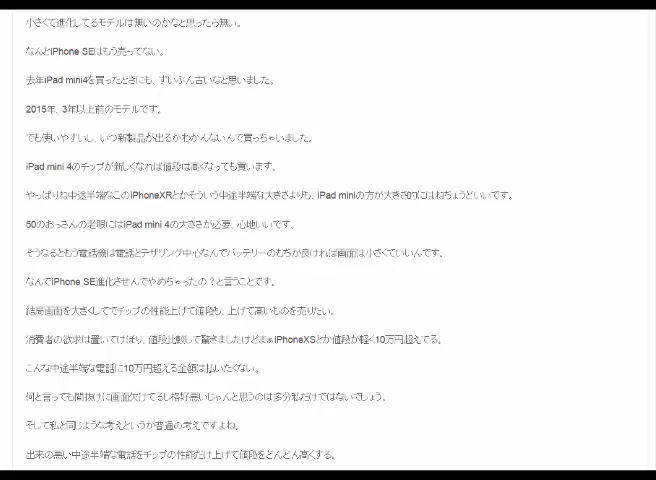 小さくて進化してるモデルは無いのかなと思ったら無い。
なんとiPhone SEはもう売ってない。
去年iPad mini4を買ったときにも、ずいぶん古いなと思いました。
2015年、3年以上前のモデルです。
でも使いやすいし、いつ新製品が出るかわかんないんで買っちゃいました。
iPad mini 4のチップが新しくなれば値段は高くなっても買います。
やっぱりね中途半端なこのiPhoneXRとかそういう中途半端な大きさよりも、iPad miniの方が大きさ的にはねちょうどいいです。
50のおっさんの老眼にはiPad mini 4の大きさが必要、心地いいです。
そうなるともう電話機は電話とテザリング中心なんでバッテリーのもちが良ければ画面は小さくていいんです。
なんでiPhone SE進化させんでやめちゃったの？と言うことです。
結局画面を大きくしてでチップの性能上げて値段も、上げて高いものを売りたい。
消費者の欲求は置いてけぼり、値段比較して驚きましたけどまぁiPhoneXSとか値段が軽く10万円超えてる。
こんな中途半端な電話に10万円超える金額は払いたくない。
何と言っても間抜けに画面欠けてるし格好悪いじゃんと思うのは多分私だけではないでしょう。
そして私と同じような考えというか普通の考えですよね。
出来の悪い中途半端な電話をチップの性能だけ上げて値段をどんどん高くする。